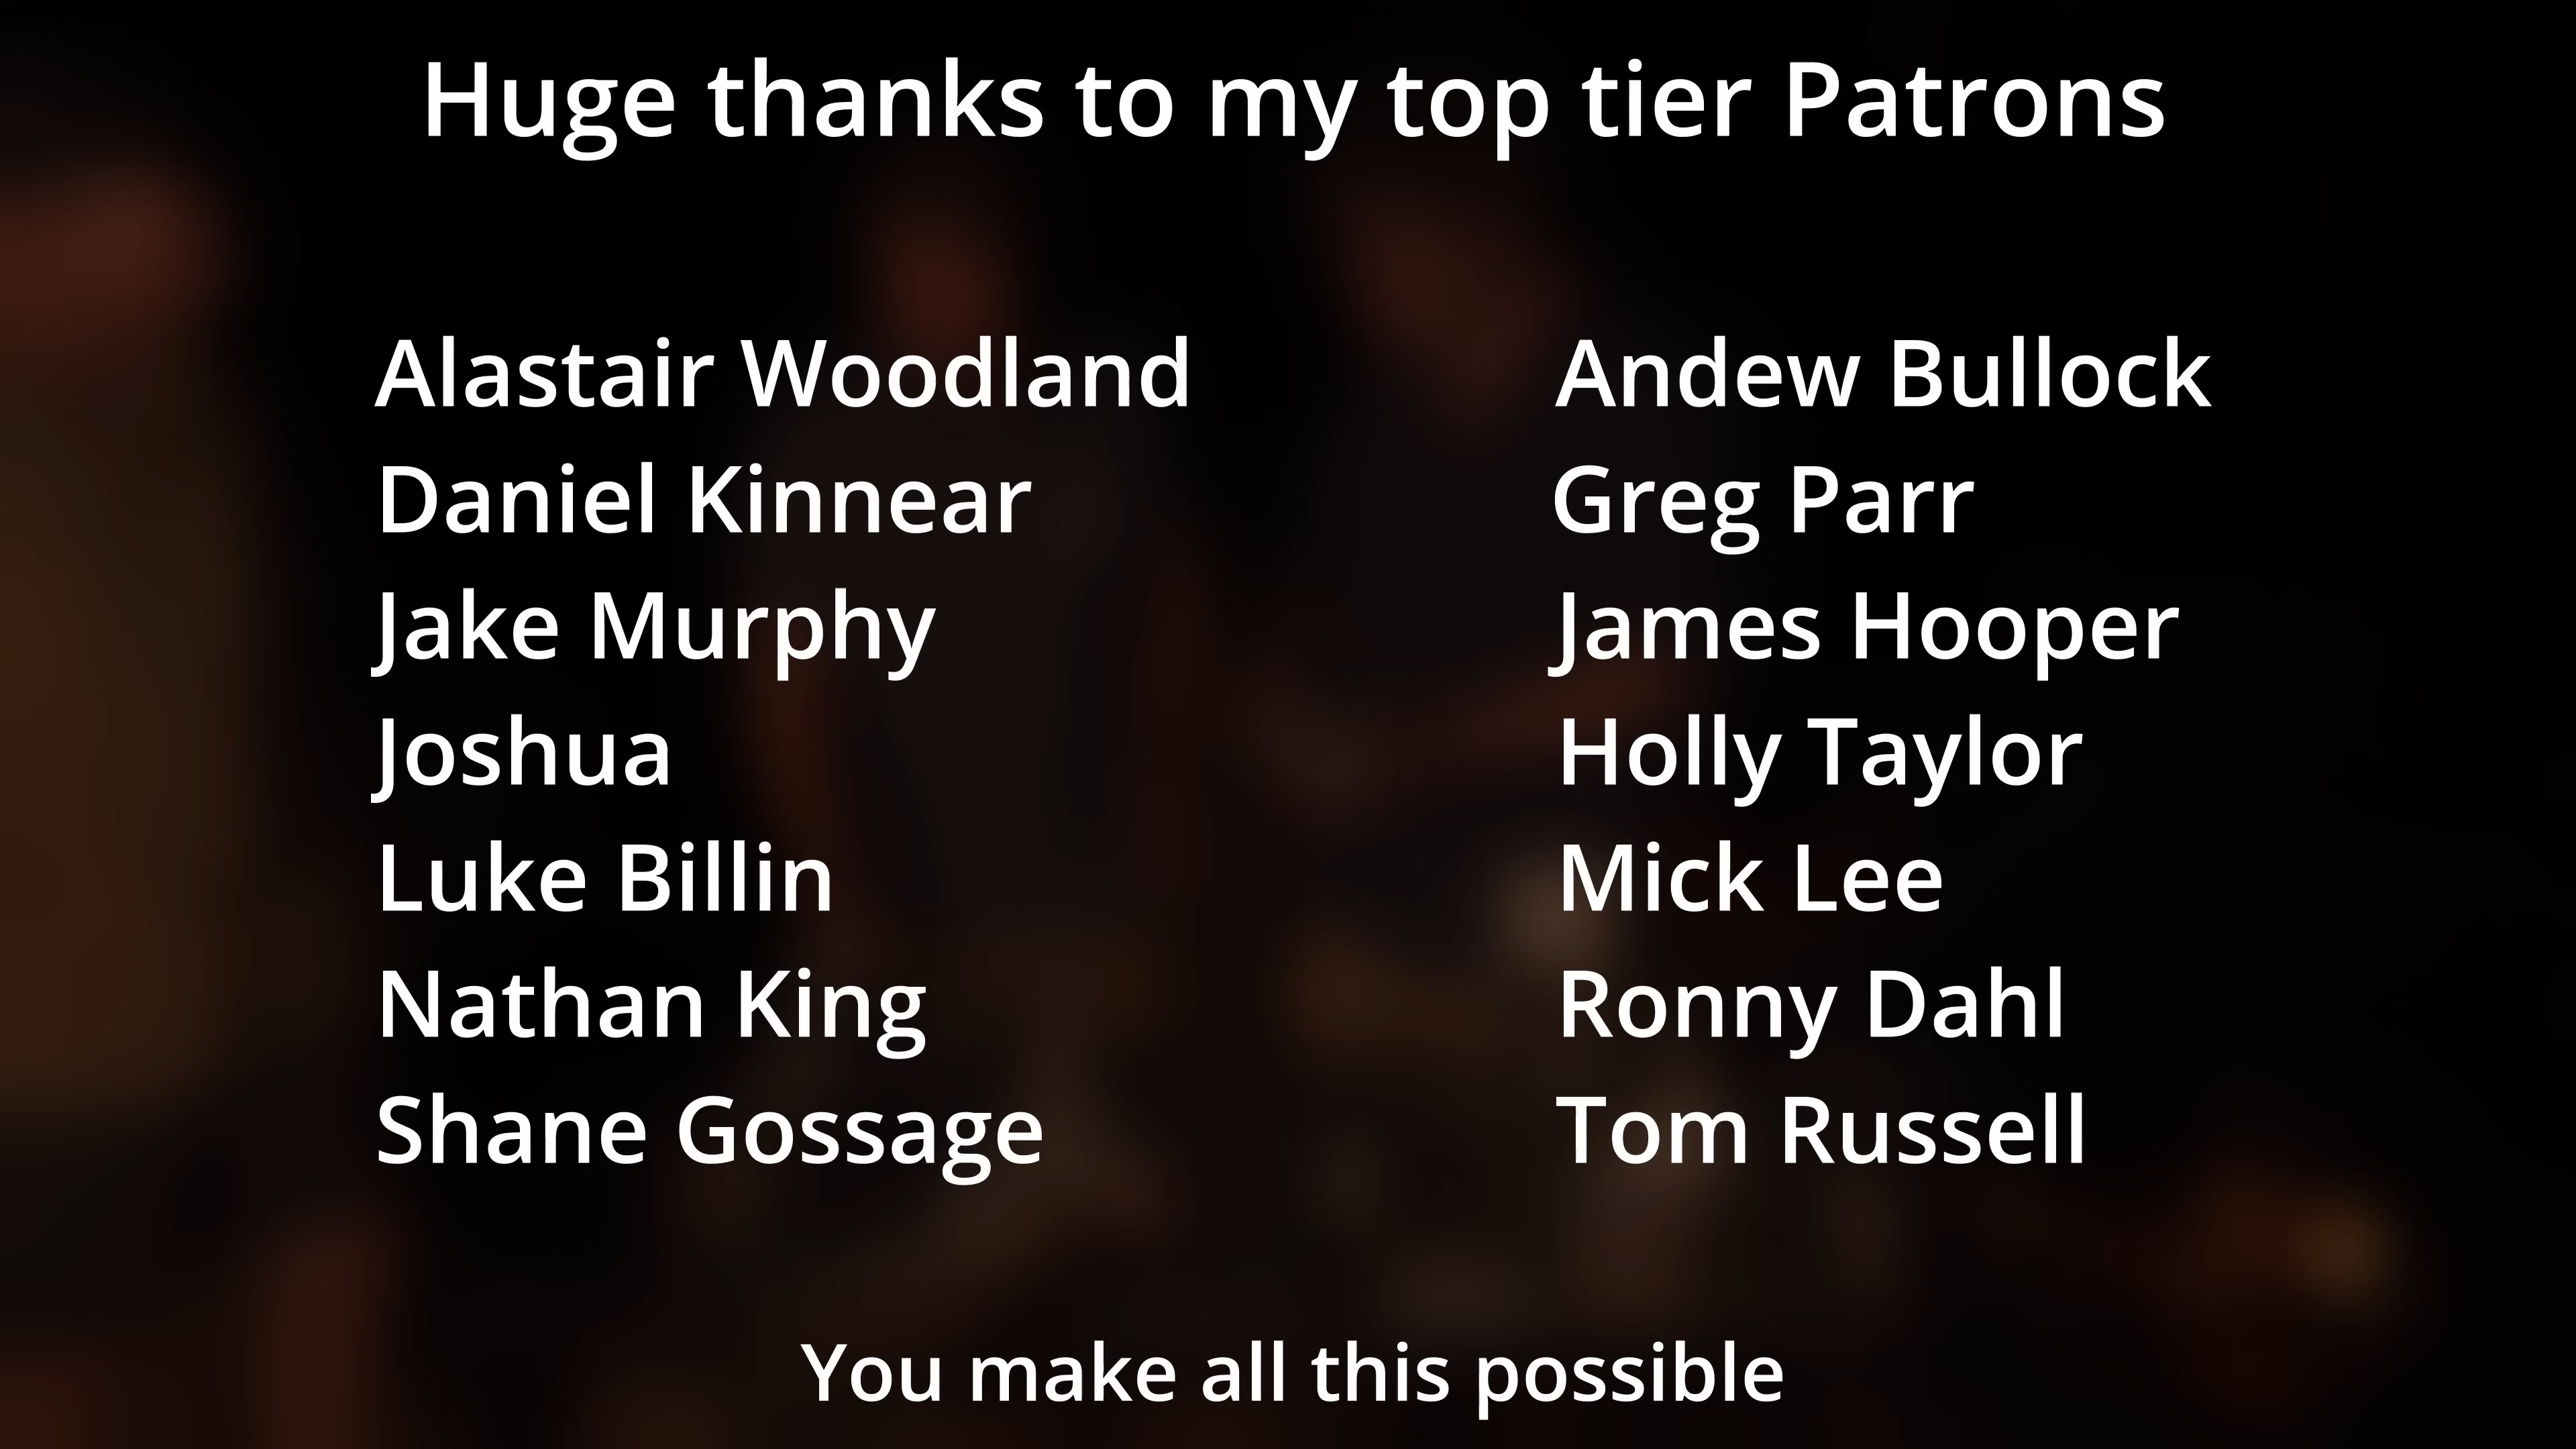 Huge thanks to my top tier Patrons
Alastair Woodland
Daniel Kinnear
Jake Murphy
Joshua
Luke Billin
Nathan King
Shane Gossage
Andew Bullock
Greg Parr
James Hooper
Holly Taylor
Mick Lee
Ronny Dahl
Tom Russell
You make all this possible